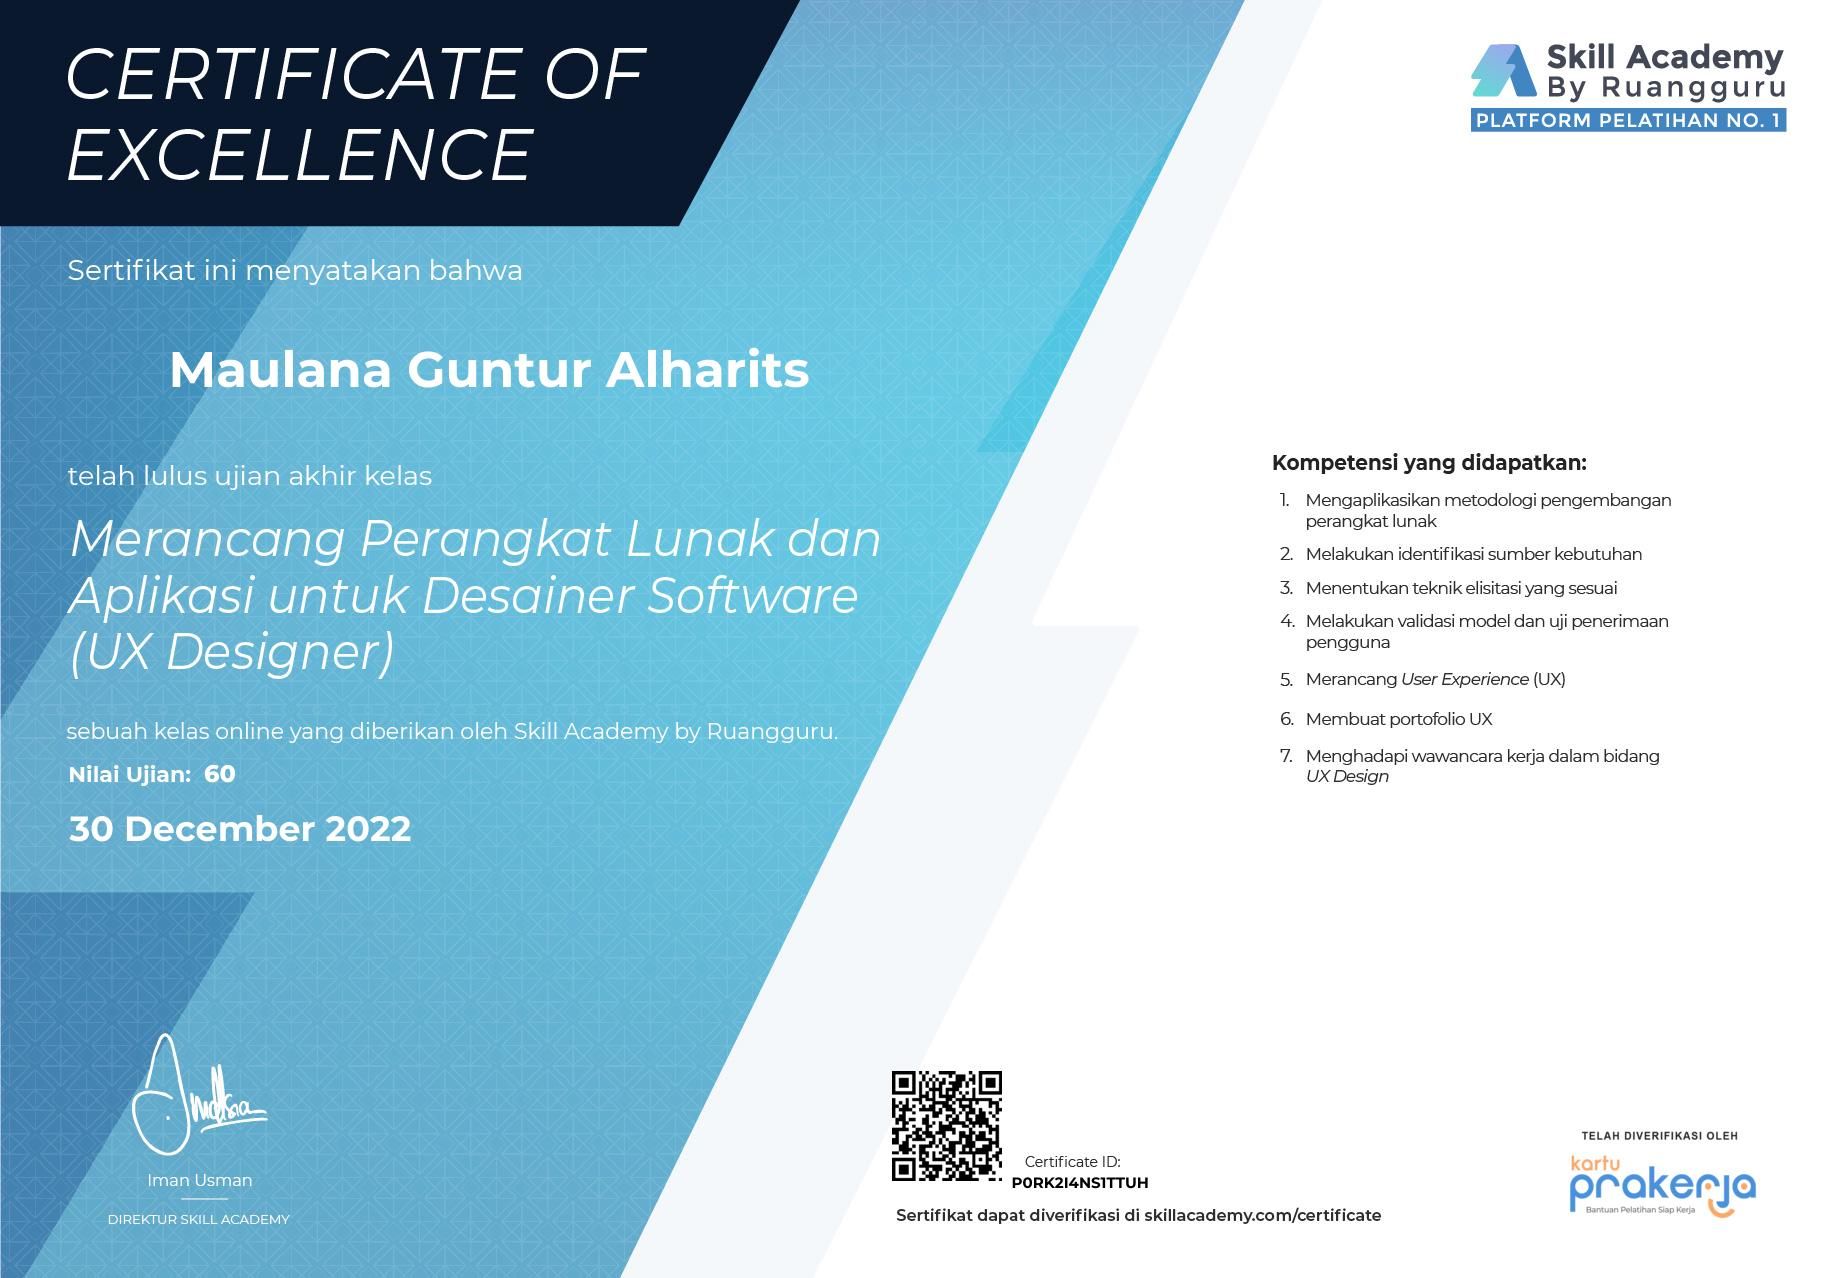 CERTIFICATE OF
EXCELLENCE
Skill Academy
By Ruangguru
PLATFORM PELATIHAN NO. 1
Sertifikat ini menyatakan bahwa
Maulana Guntur Alharits
telah lulus ujian akhir kelas
Merancang Perangkat Lunak dan
Aplikasi untuk Desainer Software
(UX Designer)
sebuah kelas online yang diberikan oleh Skill Academy by Ruangguru.
Nilai Ujian: 60
30 December 2022
Kompetensi yang didapatkan:
1. Mengaplikasikan metodologi pengembangan
perangkat lunak
2. Melakukan identifikasi sumber kebutuhan
3. Menentukan teknik elisitasi yang sesuai
4. Melakukan validasi model dan uji penerimaan
pengguna
5. Merancang User Experience (UX)
6. Membuat portofolio UX
7. Menghadapi wawancara kerja dalam bidang
UX Design
Iman Usman
DIREKTUR SKILL ACADEMY
Certificate ID:
P0RK2I4NS1TTUH
Sertifikat dapat diverifikasi di skillacademy.com/certificate
TELAH DIVERIFIKASI OLEH
kartu
prakerja
Bantuan Pelatihan Siap Kerja